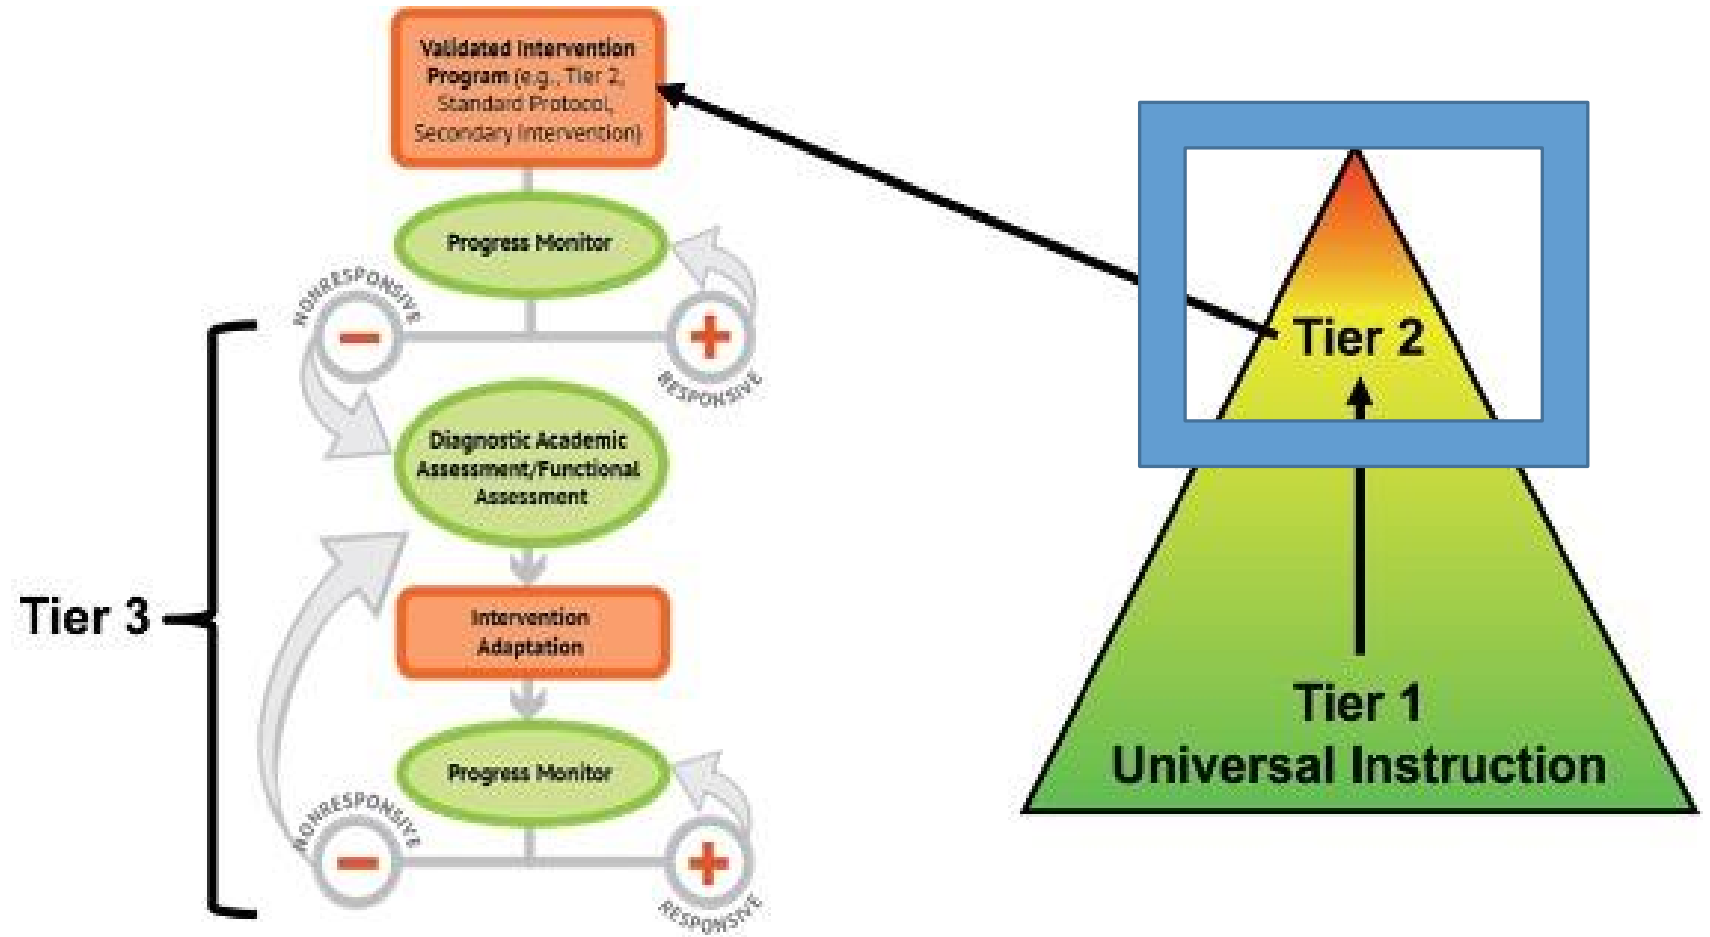 Validated Intervention
Program (e.g., Tier 2,
Standard Protocol,
Secondary Intervention)
Progress Monitor
NONRESPONSIVE
RESPONSIVE
Diagnostic Academic
Assessment/Functional
Assessment
Tier 3
Intervention
Adaptation
Progress Monitor
NONRESPONSIVE
RESPONSIVE
Tier 2
Tier 1
Universal Instruction